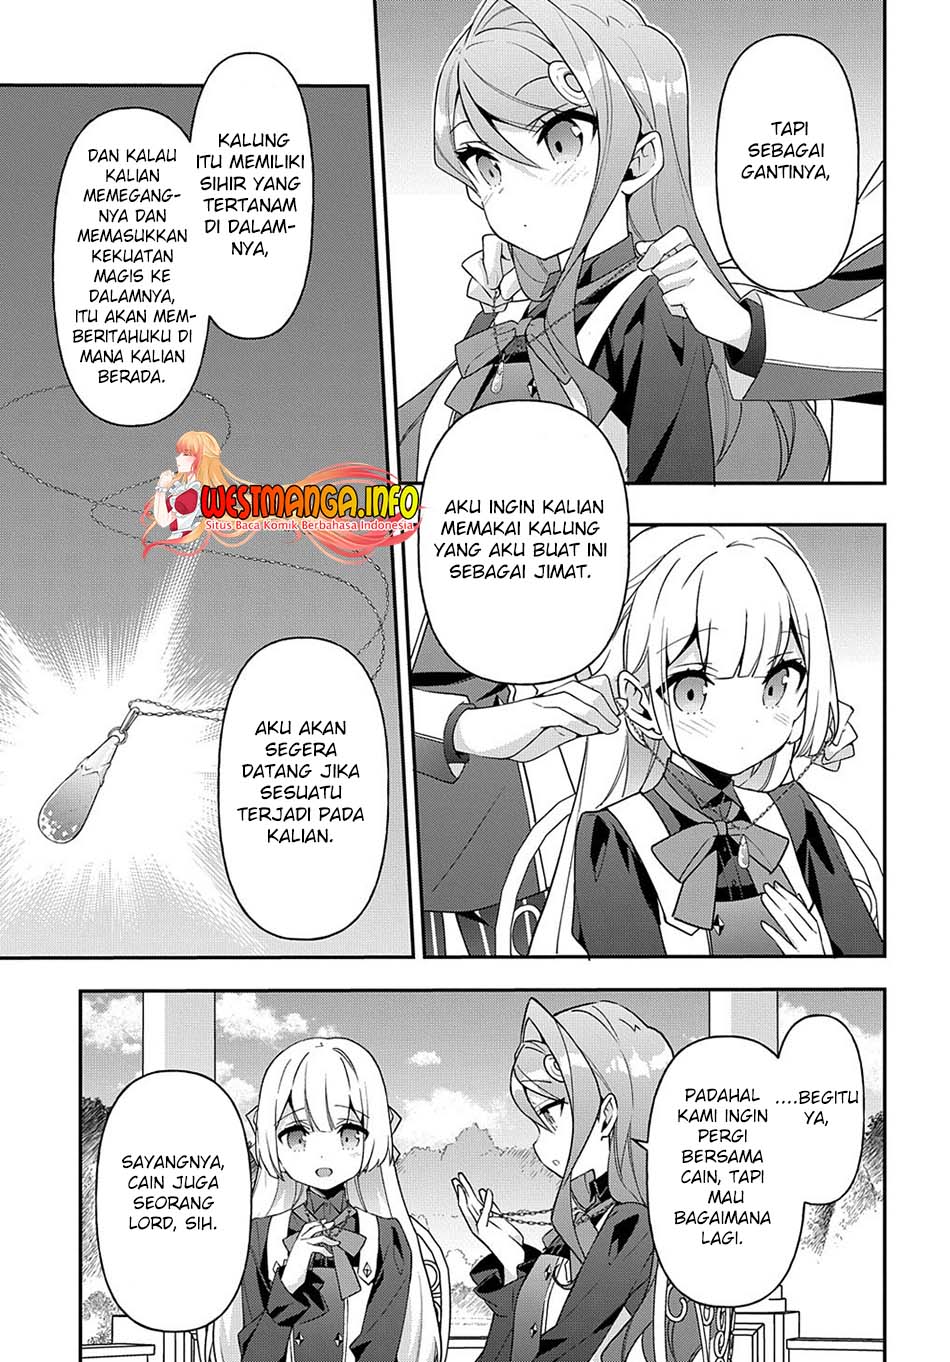 TAPI
SEBAGAI
GANTINYA,
AKU INGIN KALIAN
MEMAKAI KALUNG
YANG AKU BUAT INI
SEBAGAI JIMAT.
KALUNG
ITU MEMILIKI
SIHIR YANG
TERTANAM
DI DALAM-
NYA,
DAN KALAU
KALIAN
MEMEGANG-
NYA DAN
MEMASUKKAN
KEKUATAN
MAGIS KE
DALAMNYA,
ITU AKAN MEM-
BERITAHUKU DI
MANA KALIAN
BERADA.
WESTMANGA.INFO
Situs Baca Komik Berbahasa Indonesia
AKU AKAN
SEGERA
DATANG JIKA
SESUATU
TERJADI PADA
KALIAN.
....BEGITU
YA,
PADAHAL
KAMI INGIN
PERGI
BERSAMA
CAIN, TAPI
MAU
BAGAIMANA
LAGI.
SAYANGNYA,
CAIN JUGA
SEORANG
LORD, SIH.